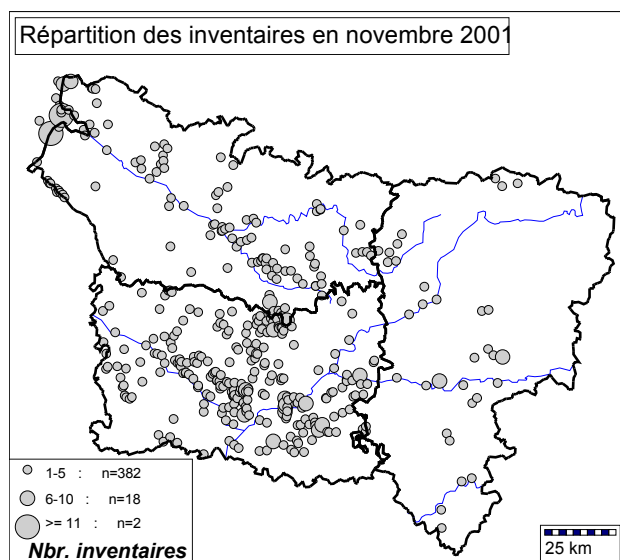 Répartition des inventaires en novembre 2001
1-5 : n=382
6-10 : n=18
>= 11 : n=2
Nbr. inventaires
25 km